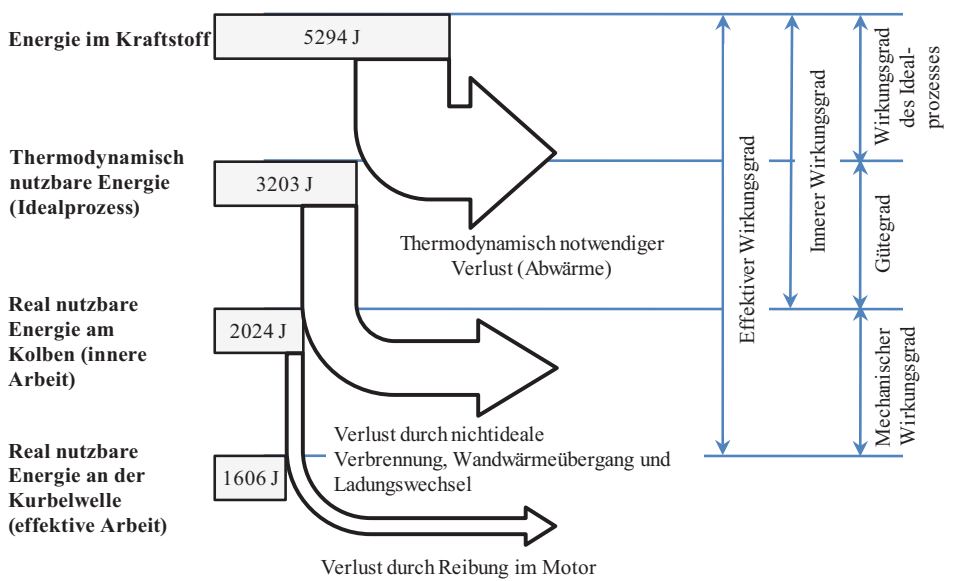 Energie im Kraftstoff
5294 J
Thermodynamisch
nutzbare Energie
(Idealprozess)
3203 J
Thermodynamisch notwendiger
Verlust (Abwärme)
Real nutzbare
Energie am
Kolben (innere
Arbeit)
2024 J
Verlust durch nichtideale
Verbrennung, Wandwärmeübergang und
Ladungswechsel
Real nutzbare
Energie an der
Kurbelwelle
(effektive Arbeit)
1606 J
Verlust durch Reibung im Motor
Effektiver Wirkungsgrad
Innerer Wirkungsgrad
Wirkungsgrad
des Ideal-
prozesses
Gütegrad
Mechanischer
Wirkungsgrad